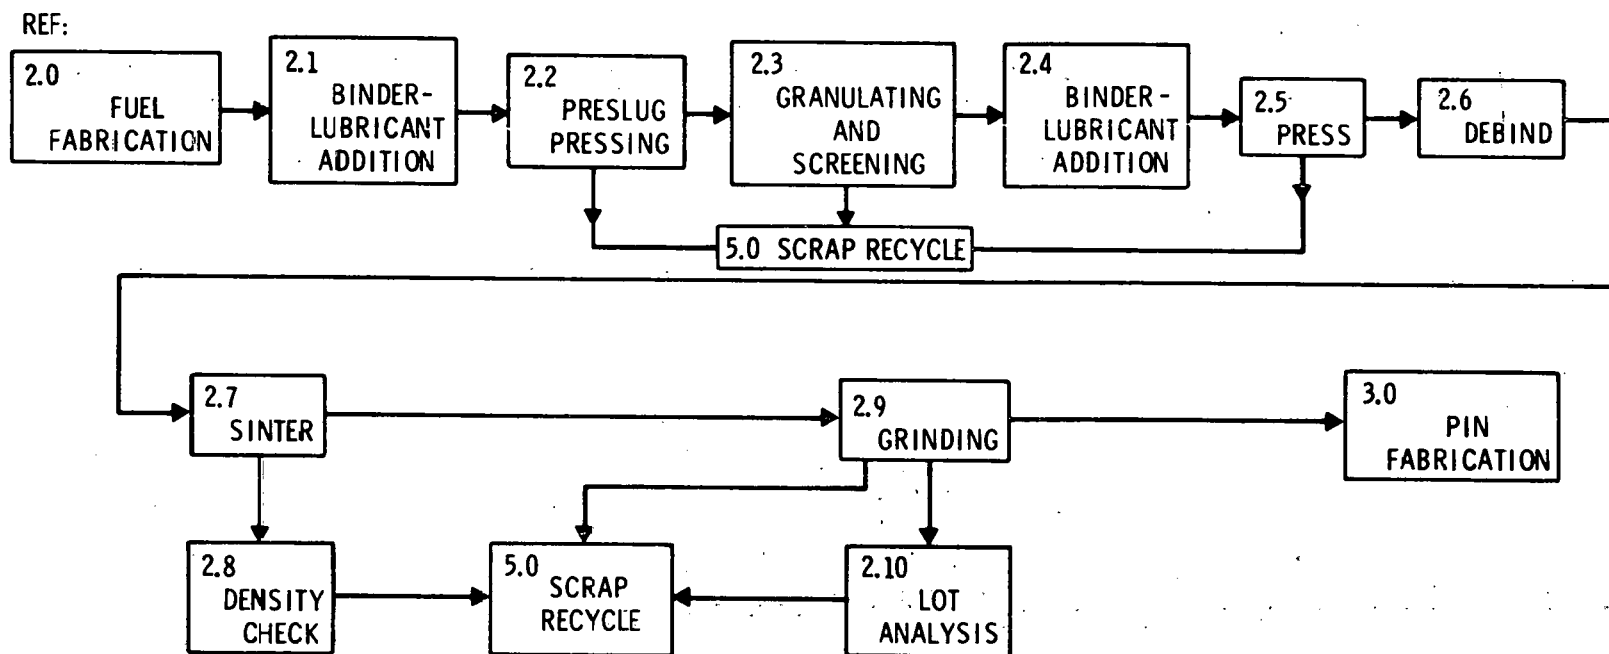 REF:
2.0
FUEL
FABRICATION
2.1
BINDER-
LUBRICANT
ADDITION
2.2
PRESLUG
PRESSING
2.3
GRANULATING
AND
SCREENING
2.4
BINDER-
LUBRICANT
ADDITION
2.5
PRESS
2.6
DEBIND
5.0 SCRAP RECYCLE
2.7
SINTER
2.9
GRINDING
3.0
PIN
FABRICATION
2.8
DENSITY
CHECK
5.0
SCRAP
RECYCLE
2.10
LOT
ANALYSIS